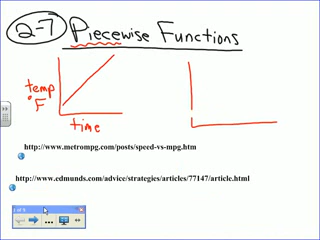 2-7 Piecewise Functions
temp
°F
time
http://www.metrompg.com/posts/speed-vs-mpg.htm
http://www.edmunds.com/advice/strategies/articles/77147/article.html